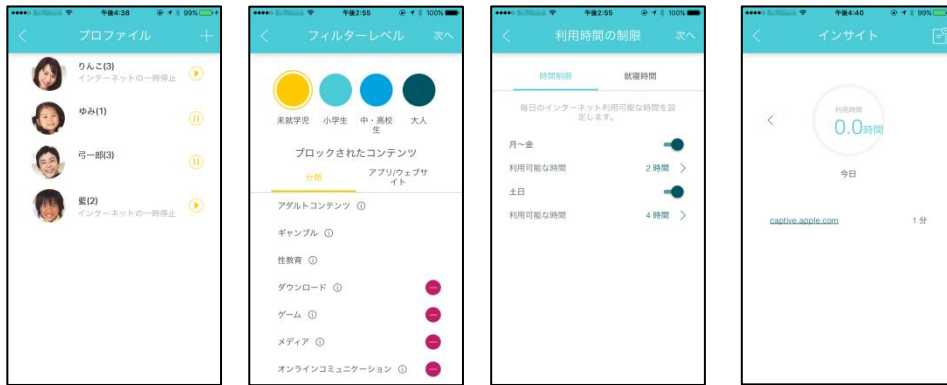 午後4:38
99%
プロファイル
りんこ(3)
インターネットの一時停止
ゆみ(1)
弓一郎(3)
藍(2)
インターネットの一時停止
午後2:55
100%
フィルターレベル
次へ
未就学児
小学生
中・高校
生
大人
ブロックされたコンテンツ
分類
アプリ/ウェブサ
イト
アダルトコンテンツ
ギャンブル
性教育
ダウンロード
ゲーム
メディア
オンラインコミュニケーション
午後2:55
100%
利用時間の制限
次へ
時間制限
就寝時間
毎日のインターネット利用可能な時間を設
定します。
月〜金
利用可能な時間
2 時間
土日
利用可能な時間
4 時間
午後4:40
99%
インサイト
利用時間
0.0時間
今日
captive.apple.com
1 分